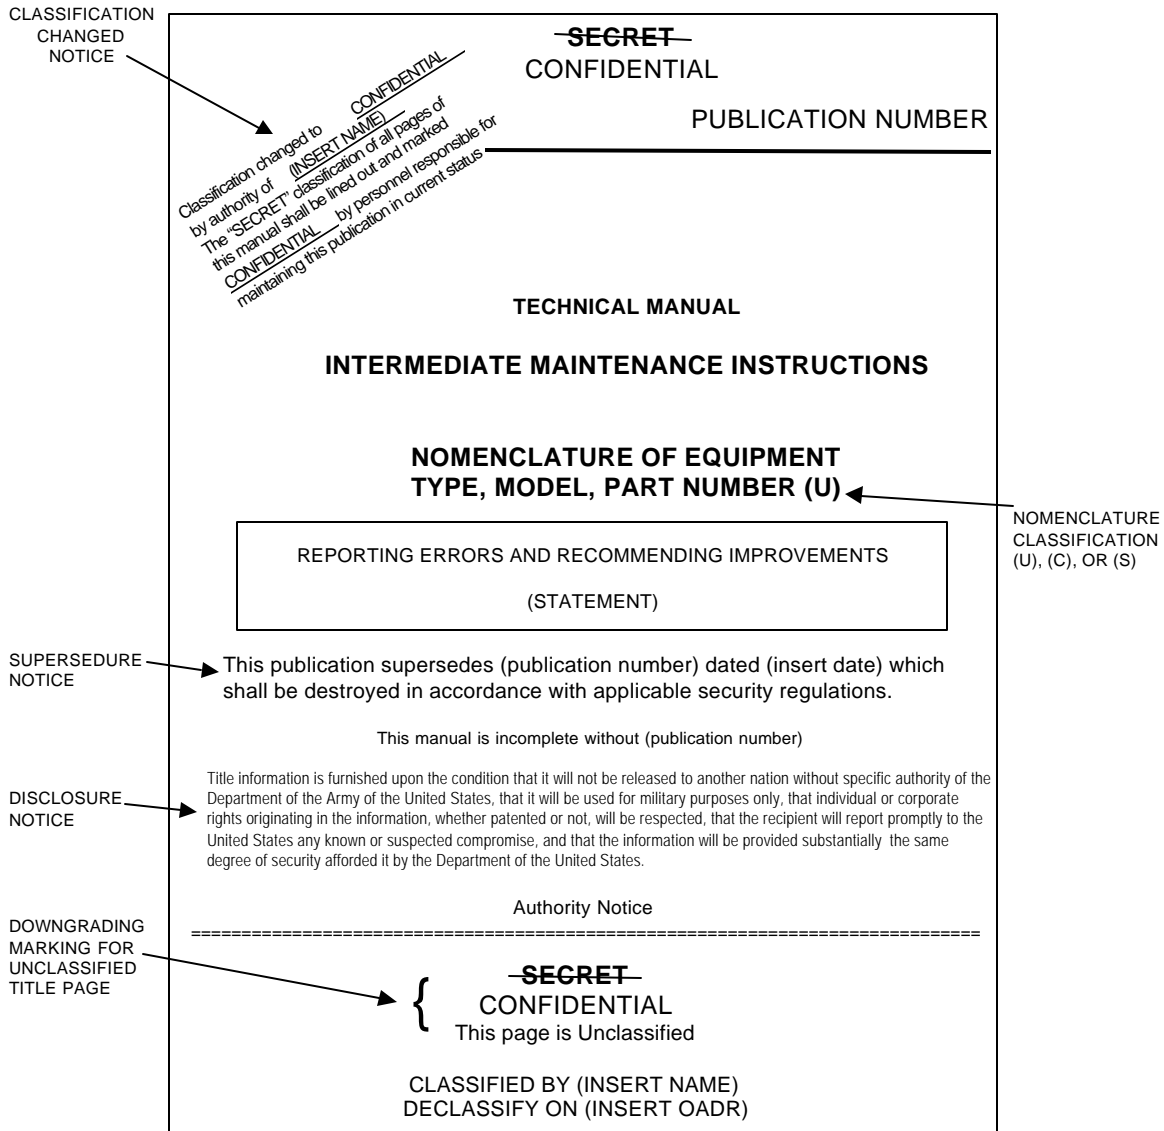 CLASSIFICATION
CHANGED
NOTICE
SECRET
CONFIDENTIAL
PUBLICATION NUMBER
Classification changed to CONFIDENTIAL
by authority of (INSERT NAME)
The “SECRET” classification of all pages of
this manual shall be lined out and marked
CONFIDENTIAL by personnel responsible for
maintaining this publication in current status
TECHNICAL MANUAL
INTERMEDIATE MAINTENANCE INSTRUCTIONS
NOMENCLATURE OF EQUIPMENT
TYPE, MODEL, PART NUMBER (U)
NOMENCLATURE
CLASSIFICATION
(U), (C), OR (S)
REPORTING ERRORS AND RECOMMENDING IMPROVEMENTS
(STATEMENT)
SUPERSEDURE
NOTICE
This publication supersedes (publication number) dated (insert date) which
shall be destroyed in accordance with applicable security regulations.
This manual is incomplete without (publication number)
DISCLOSURE
NOTICE
Title information is furnished upon the condition that it will not be released to another nation without specific authority of the
Department of the Army of the United States, that it will be used for military purposes only, that individual or corporate
rights originating in the information, whether patented or not, will be respected, that the recipient will report promptly to the
United States any known or suspected compromise, and that the information will be provided substantially the same
degree of security afforded it by the Department of the United States.
Authority Notice
===============================================================================
DOWNGRADING
MARKING FOR
UNCLASSIFIED
TITLE PAGE
{
SECRET
CONFIDENTIAL
This page is Unclassified
CLASSIFIED BY (INSERT NAME)
DECLASSIFY ON (INSERT OADR)